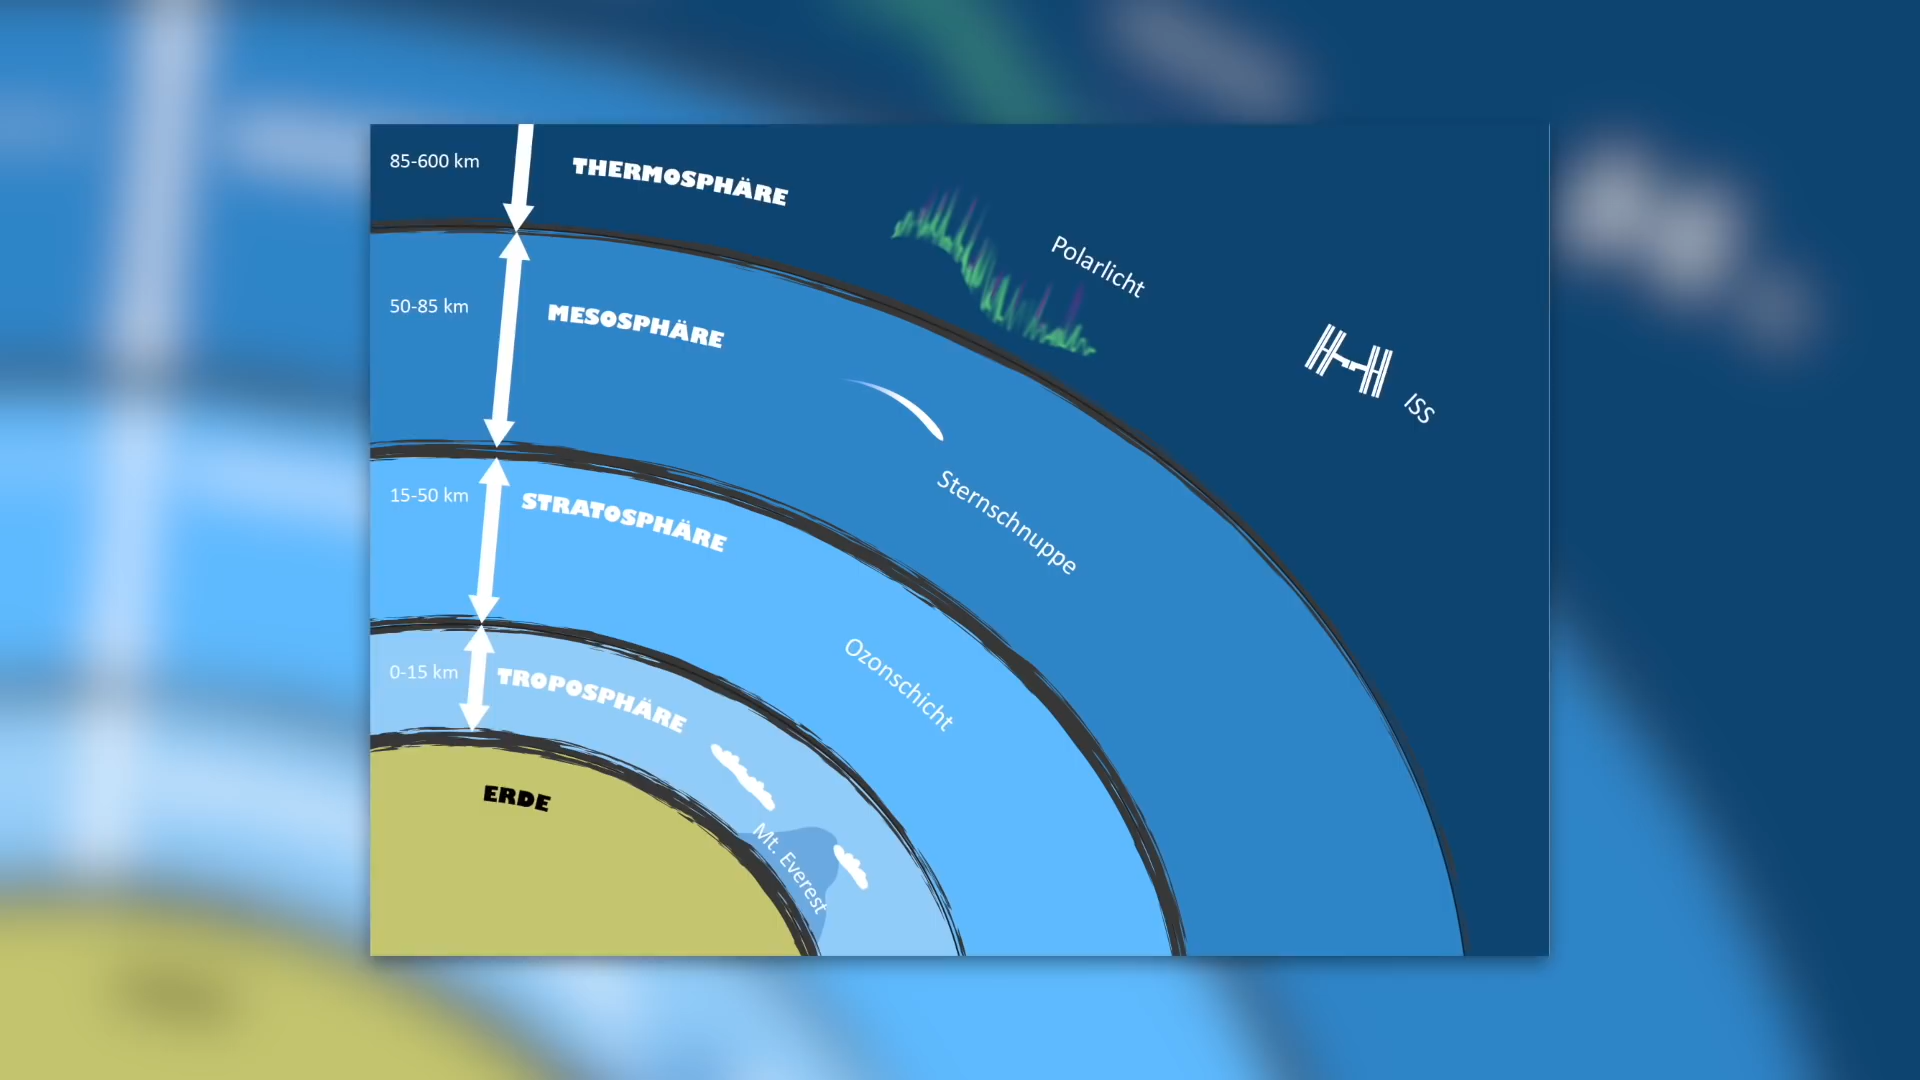 85-600 km
THERMOSPHÄRE
Polarlicht
50-85 km
MESOSPHÄRE
ISS
Sternschnuppe
15-50 km
STRATOSPHÄRE
Ozonschicht
0-15 km
TROPOSPHÄRE
ERDE
Mt. Everest